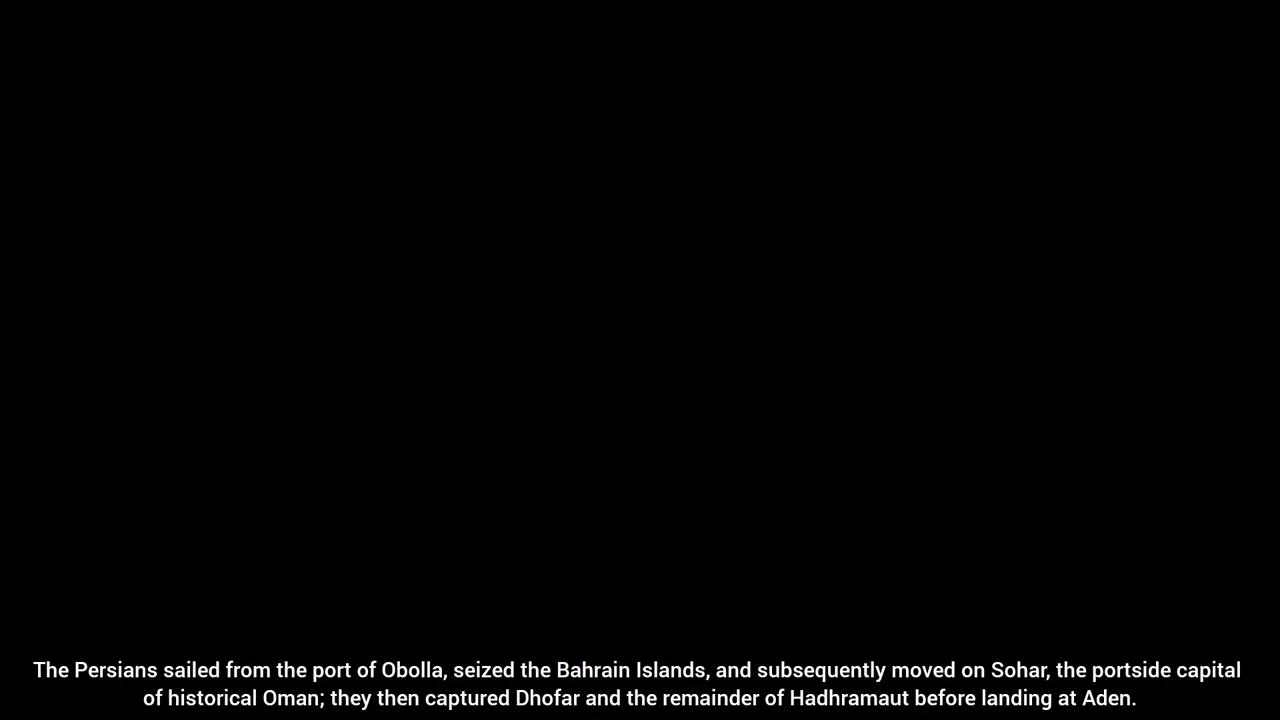 The Persians sailed from the port of Obolla, seized the Bahrain Islands, and subsequently moved on Sohar, the portside capital
of historical Oman; they then captured Dhofar and the remainder of Hadhramaut before landing at Aden.